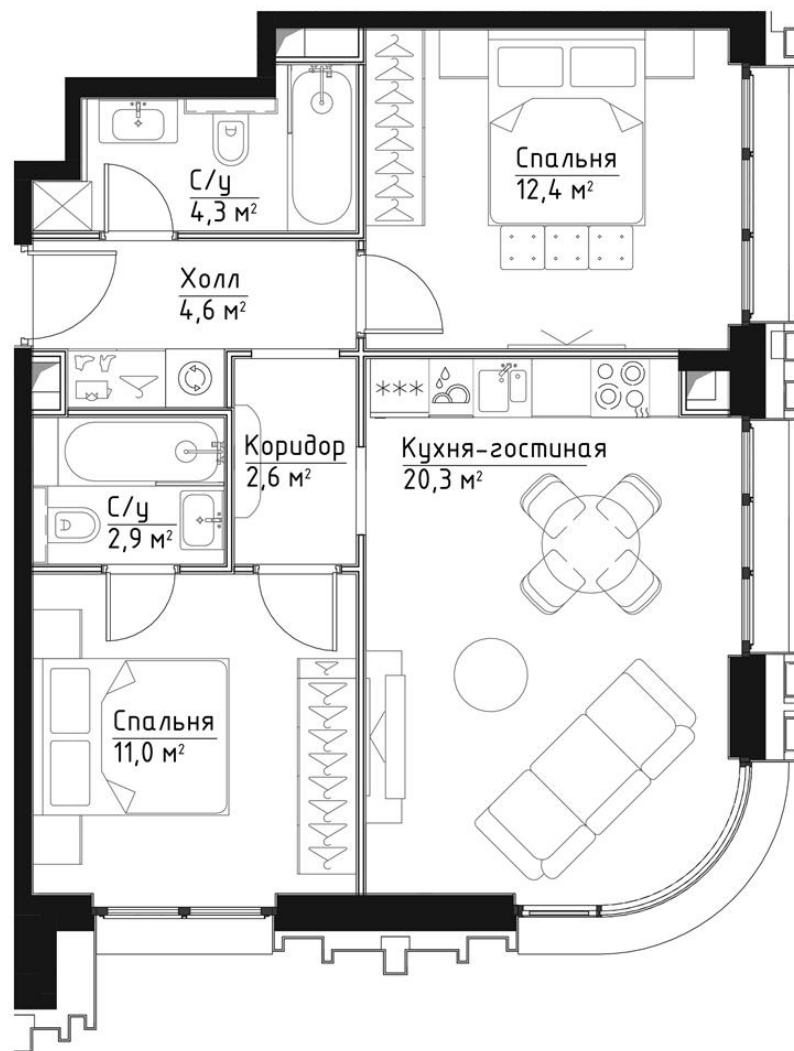 С/у
4,3 м²
Спальня
12,4 м²
Холл
4,6 м²
Коридор
2,6 м²
Кухня-гостиная
20,3 м²
С/у
2,9 м²
Спальня
11,0 м²